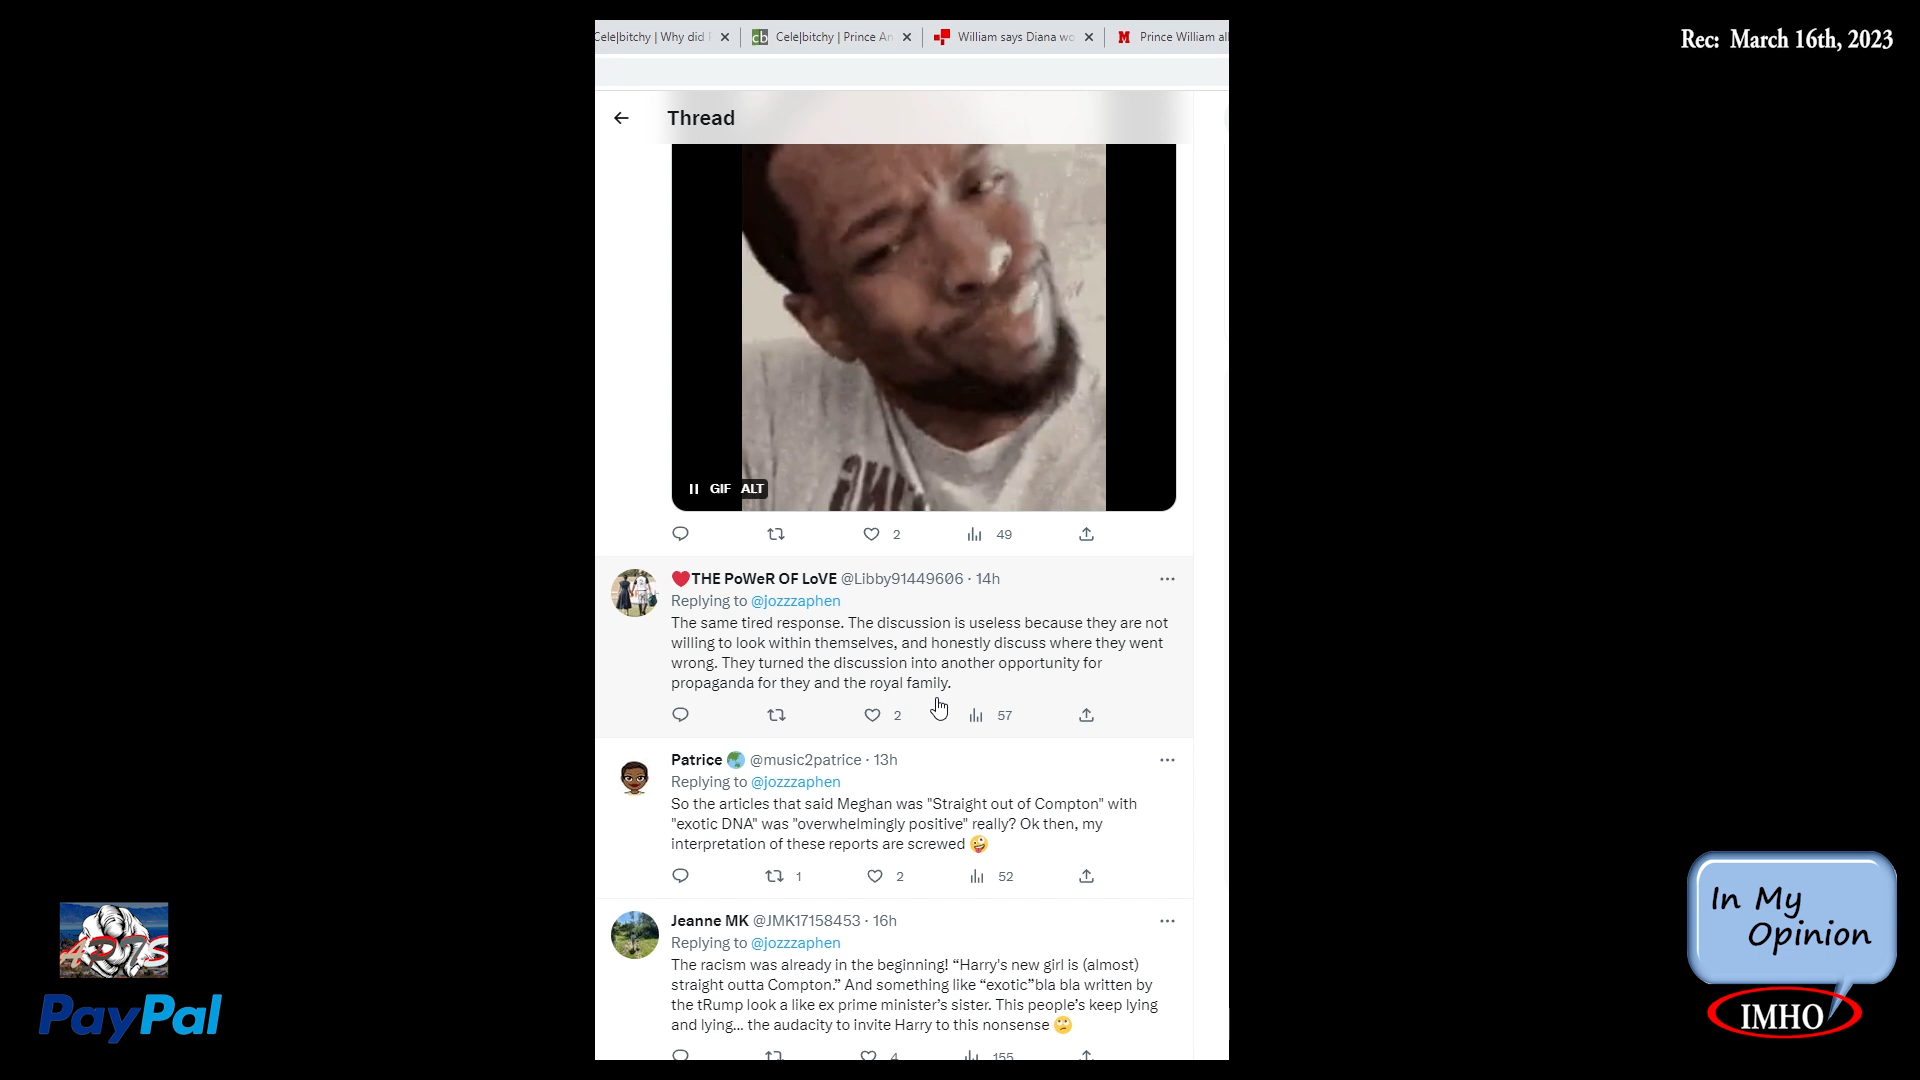 Rec: March 16th, 2023
Cele|bitchy | Why did
Cele|bitchy | Prince An
William says Diana wo
Prince William all
Thread
GIF ALT
2 49
THE PoWeR OF LoVE @Libby91449606 · 14h
Replying to @jozzzaphen
The same tired response. The discussion is useless because they are not
willing to look within themselves, and honestly discuss where they went
wrong. They turned the discussion into another opportunity for
propaganda for they and the royal family.
2 57
Patrice @music2patrice · 13h
Replying to @jozzzaphen
So the articles that said Meghan was "Straight out of Compton" with
"exotic DNA" was "overwhelmingly positive" really? Ok then, my
interpretation of these reports are screwed
1 2 52
Jeanne MK @JMK17158453 · 16h
Replying to @jozzzaphen
The racism was already in the beginning! “Harry's new girl is (almost)
straight outta Compton.” And something like “exotic”bla bla written by
the tRump look a like ex prime minister’s sister. This people’s keep lying
and lying... the audacity to invite Harry to this nonsense
4 155
PayPal
In My
Opinion
IMHO